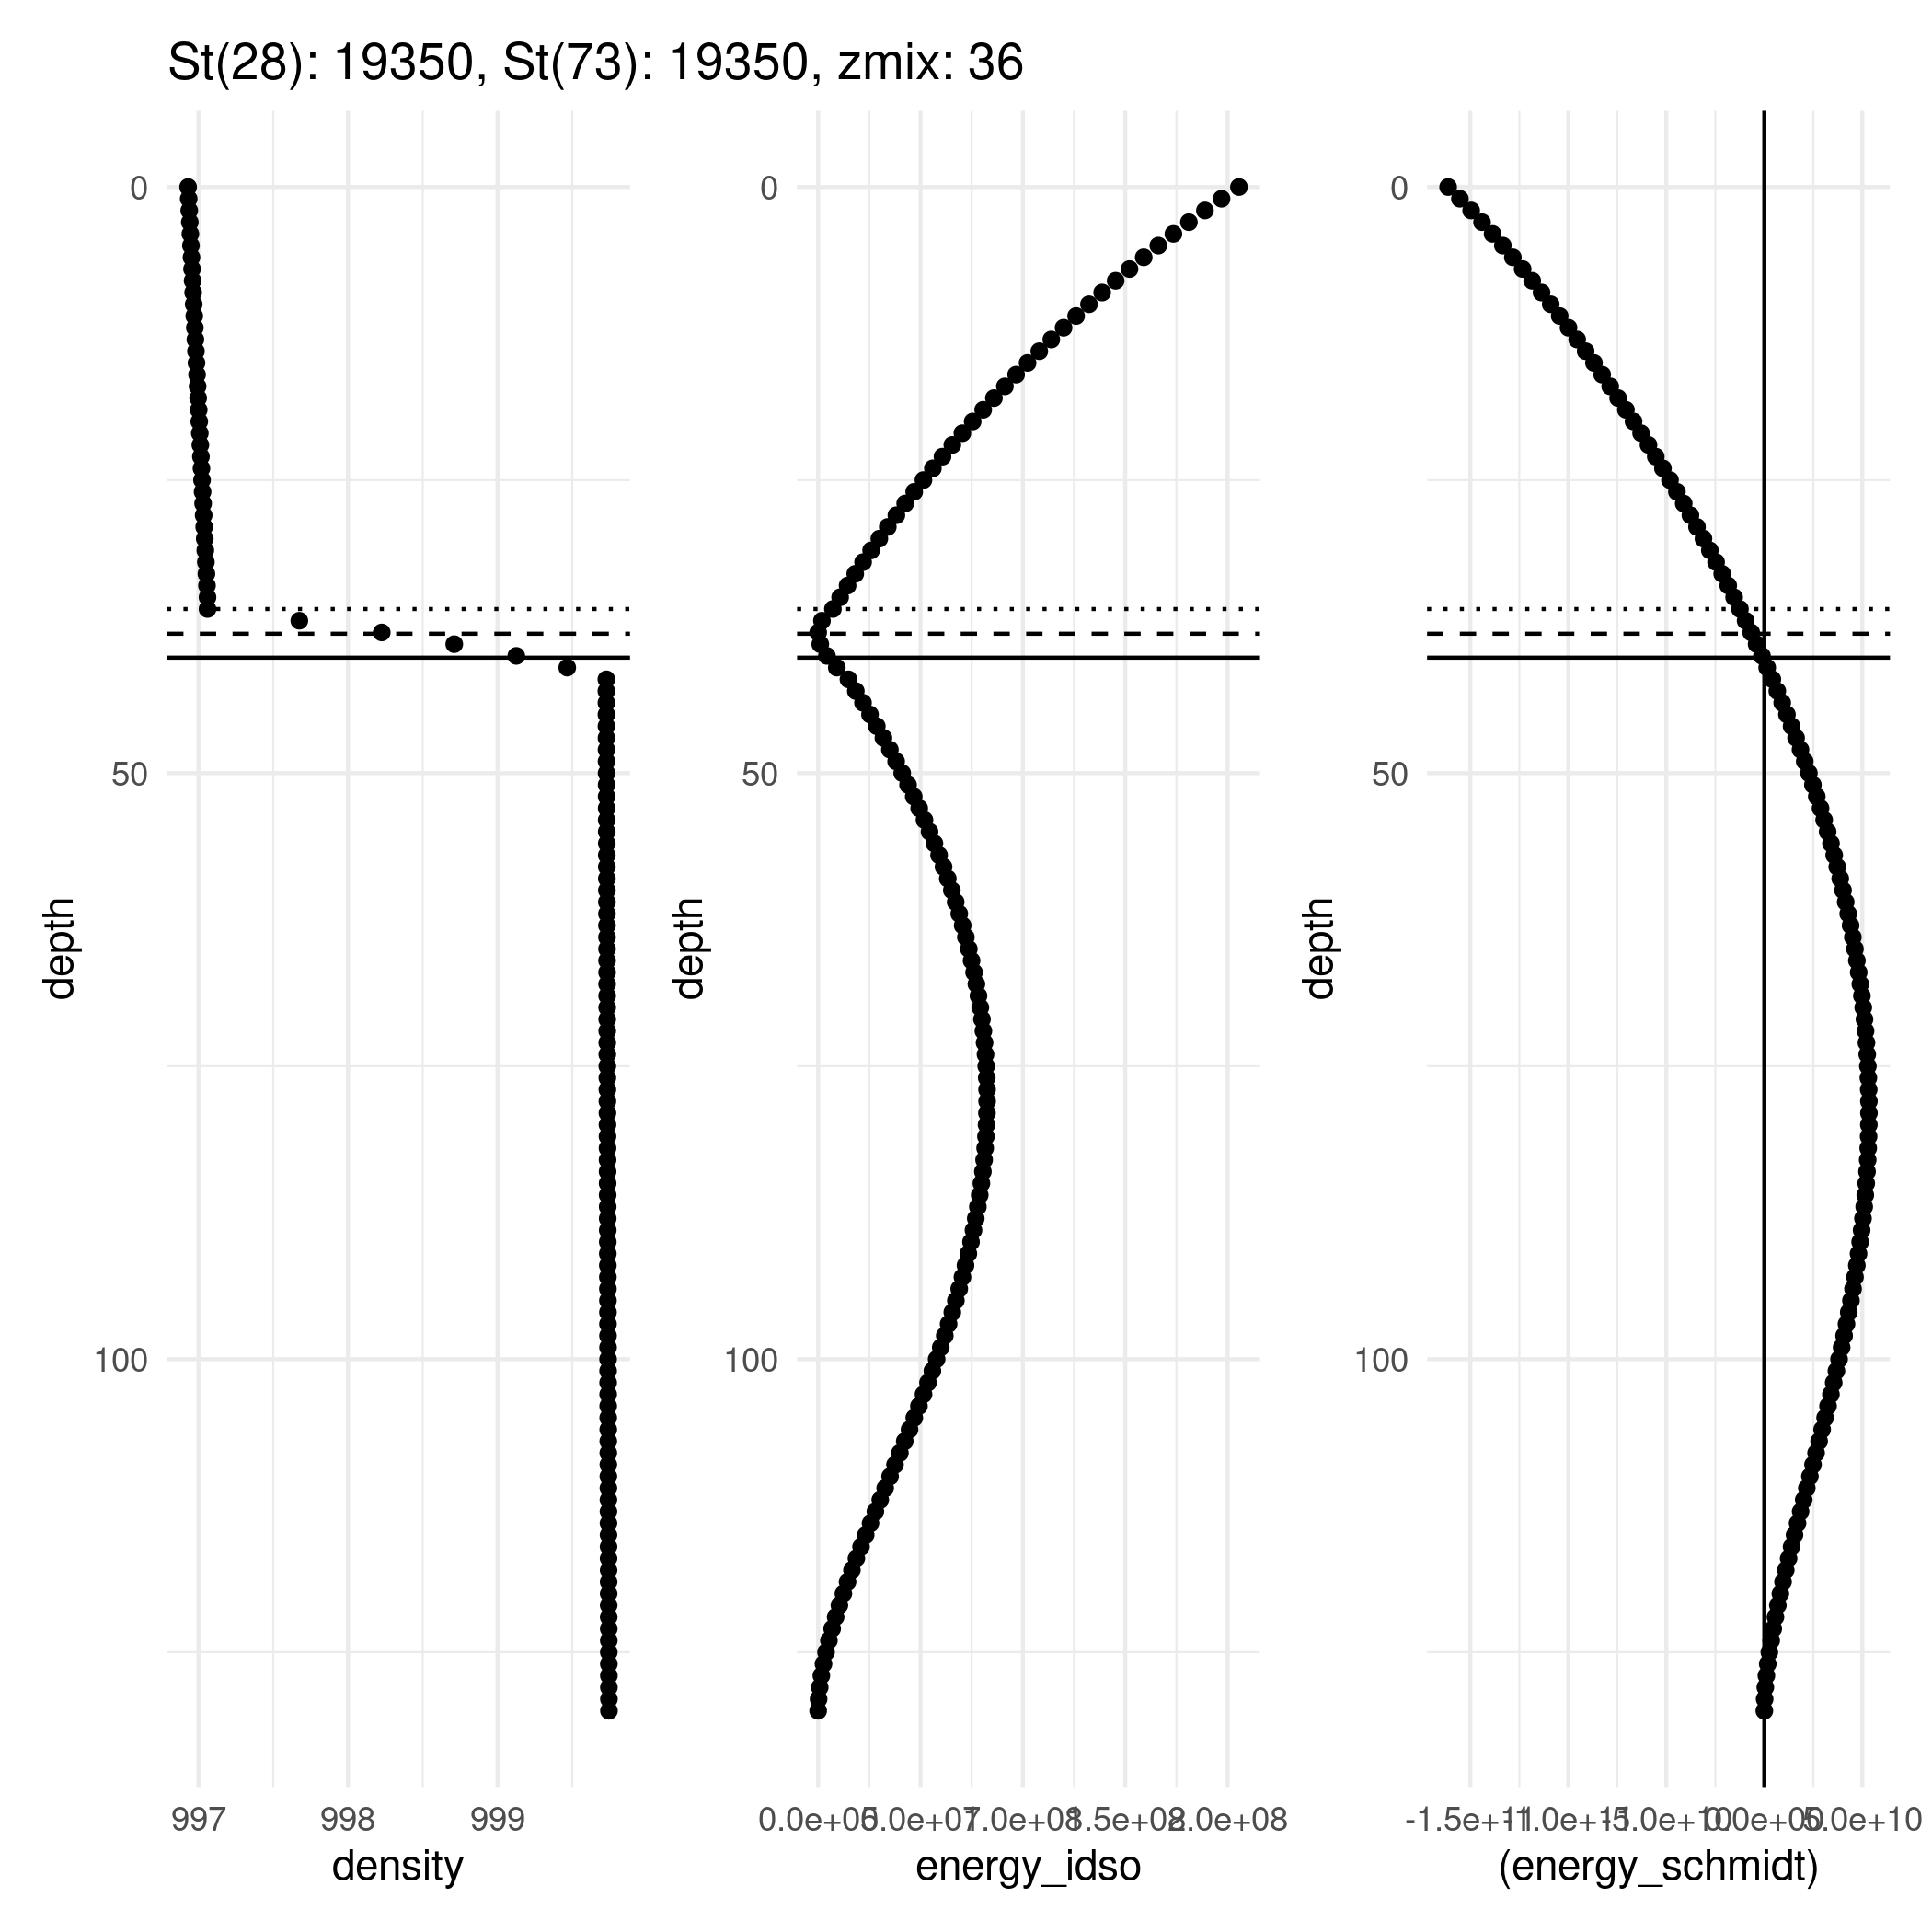 St(28): 19350, St(73): 19350, zmix: 36
0
50
100
depth
997 998 999
density
0
50
100
depth
0.0e+00 5.0e+07 1.0e+08 1.5e+08 2.0e+08
energy_idso
0
50
100
depth
-1.5e+11 -1.0e+11 -5.0e+10 0.0e+00 5.0e+10
(energy_schmidt)